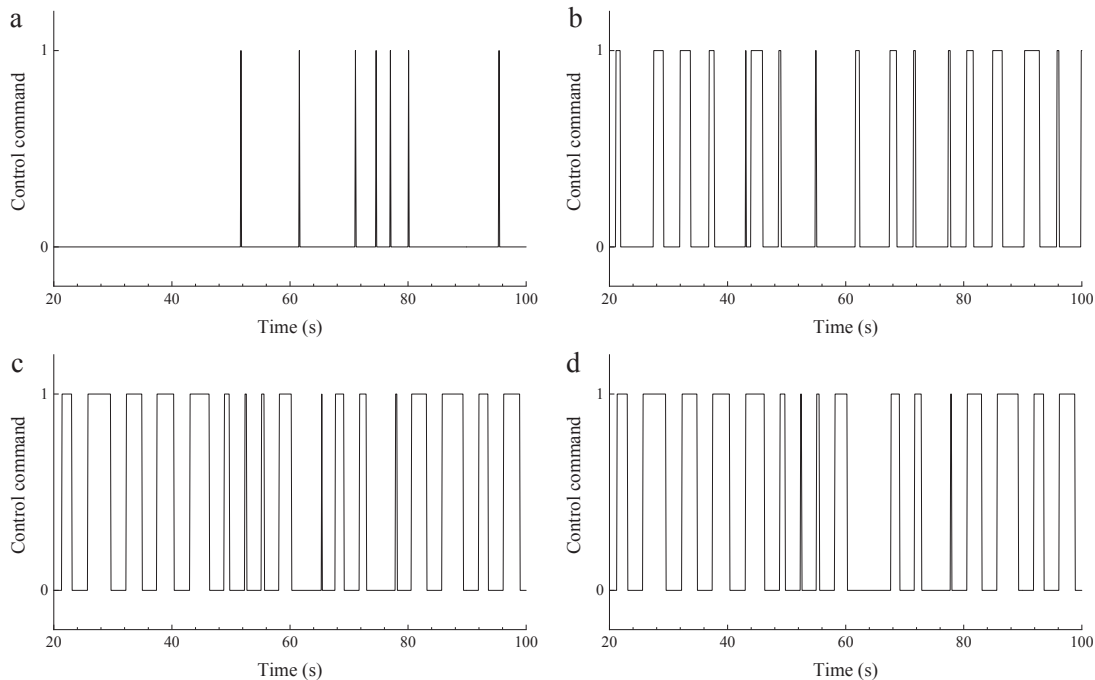 a
Control command
1
0
20 40 60 80 100
Time (s)
b
Control command
1
0
20 40 60 80 100
Time (s)
c
Control command
1
0
20 40 60 80 100
Time (s)
d
Control command
1
0
20 40 60 80 100
Time (s)